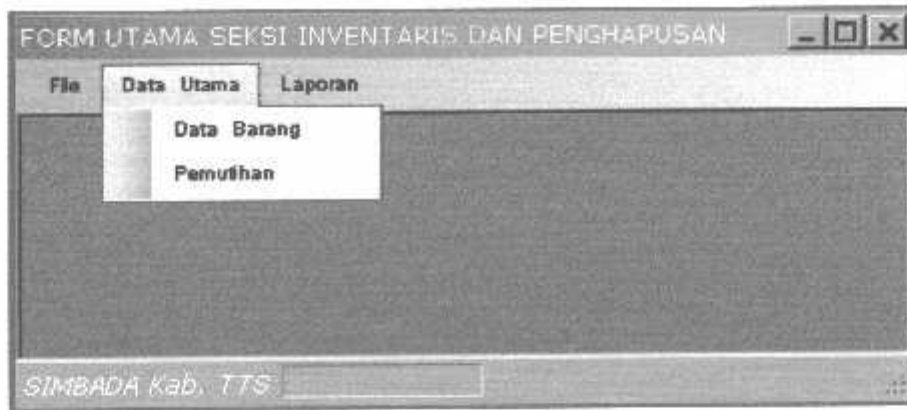 FORM UTAMA SEKSI INVENTARIS DAN PENGHAPUSAN
File Data Utama Laporan
Data Barang
Pemutihan
SIMBADA Kab. TTS